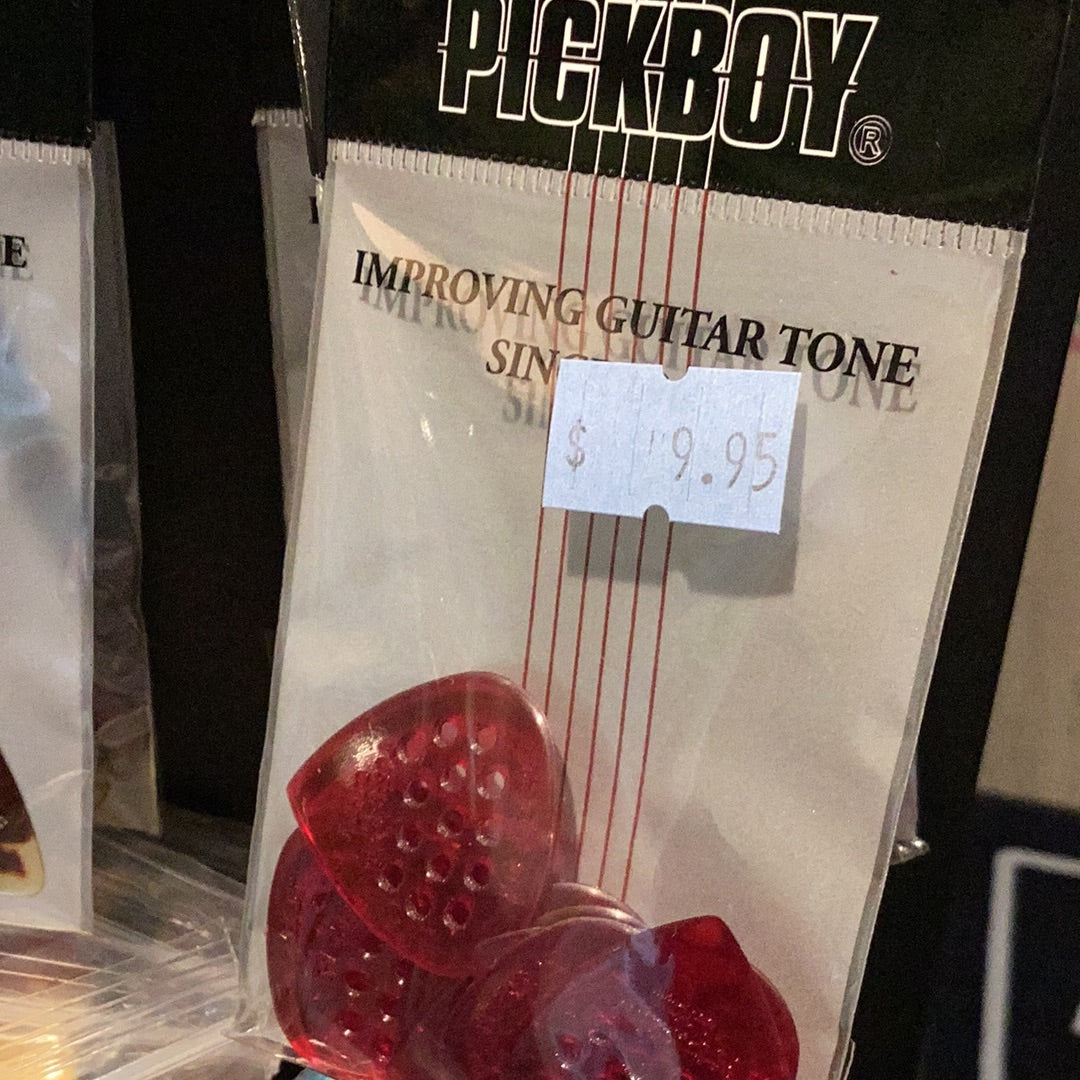 PICKBOY®
IMPROVING GUITAR TONE
$ 9.95
E